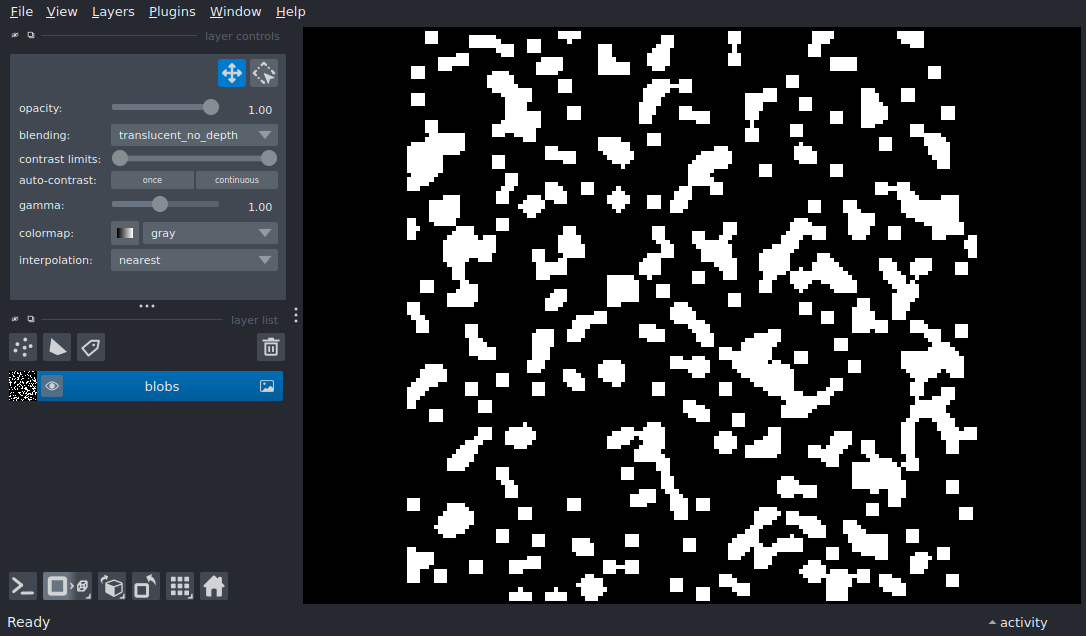 File View Layers Plugins Window Help
layer controls
opacity: 1.00
blending: translucent_no_depth
contrast limits:
auto-contrast: once continuous
gamma: 1.00
colormap: gray
interpolation: nearest
layer list
blobs
Ready
activity